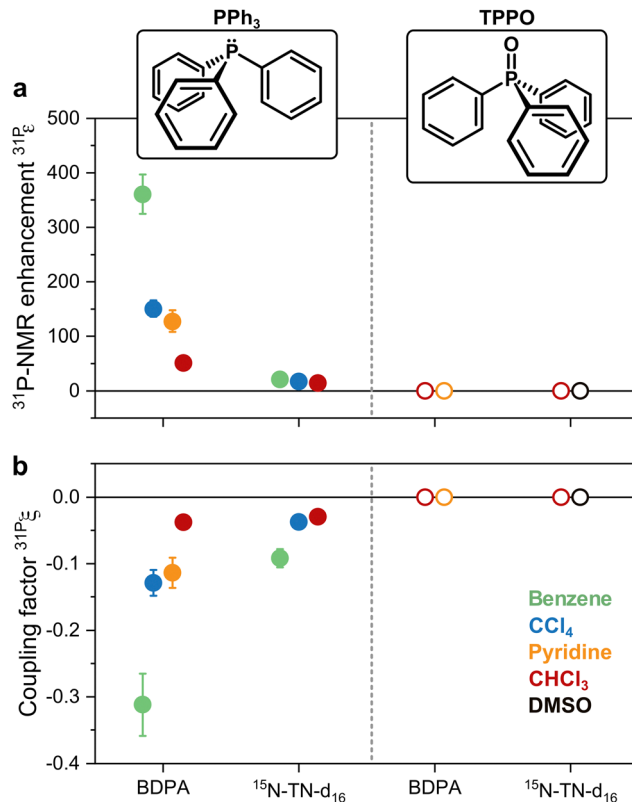 PPh₃
TPPO
P
O
P
a
³¹P-NMR enhancement ³¹ᴾε
500
400
300
200
100
0
b
Coupling factor ³¹ᴾξ
0.0
-0.1
-0.2
-0.3
-0.4
Benzene
CCl₄
Pyridine
CHCl₃
DMSO
BDPA
¹⁵N-TN-d₁₆
BDPA
¹⁵N-TN-d₁₆